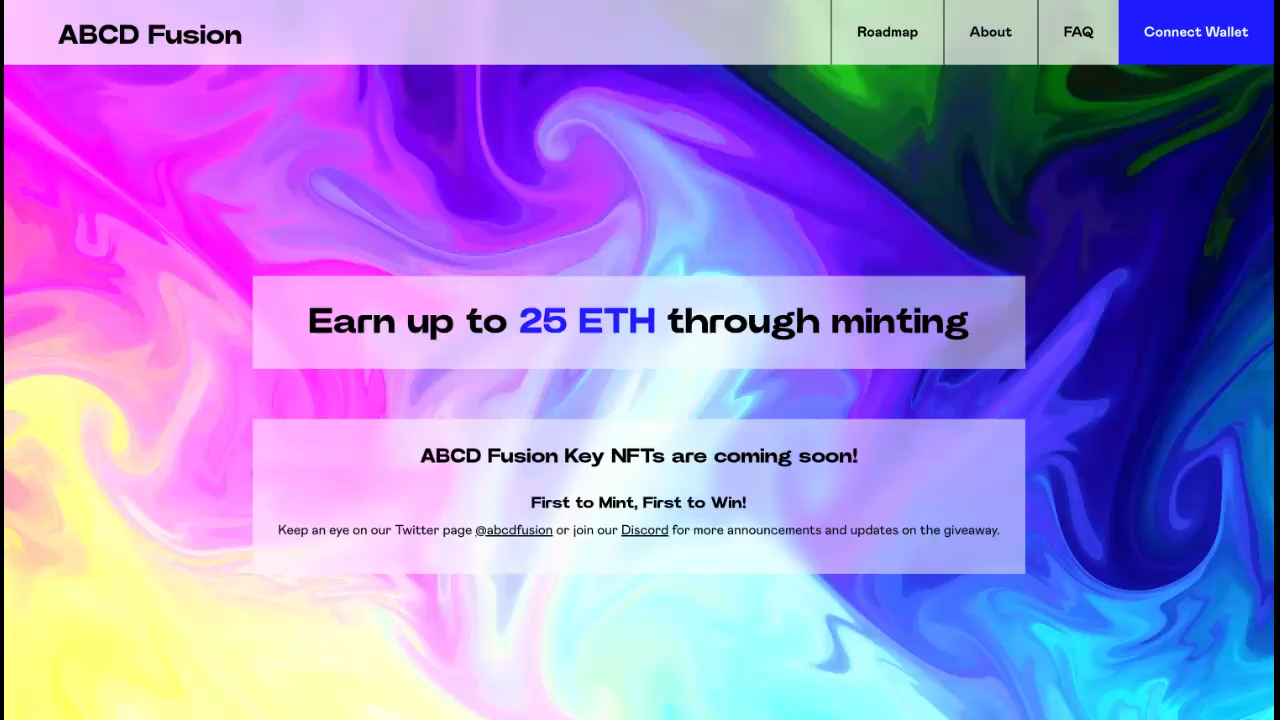 ABCD Fusion
Roadmap
About
FAQ
Connect Wallet
Earn up to 25 ETH through minting
ABCD Fusion Key NFTs are coming soon!
First to Mint, First to Win!
Keep an eye on our Twitter page @abcdfusion or join our Discord for more announcements and updates on the giveaway.